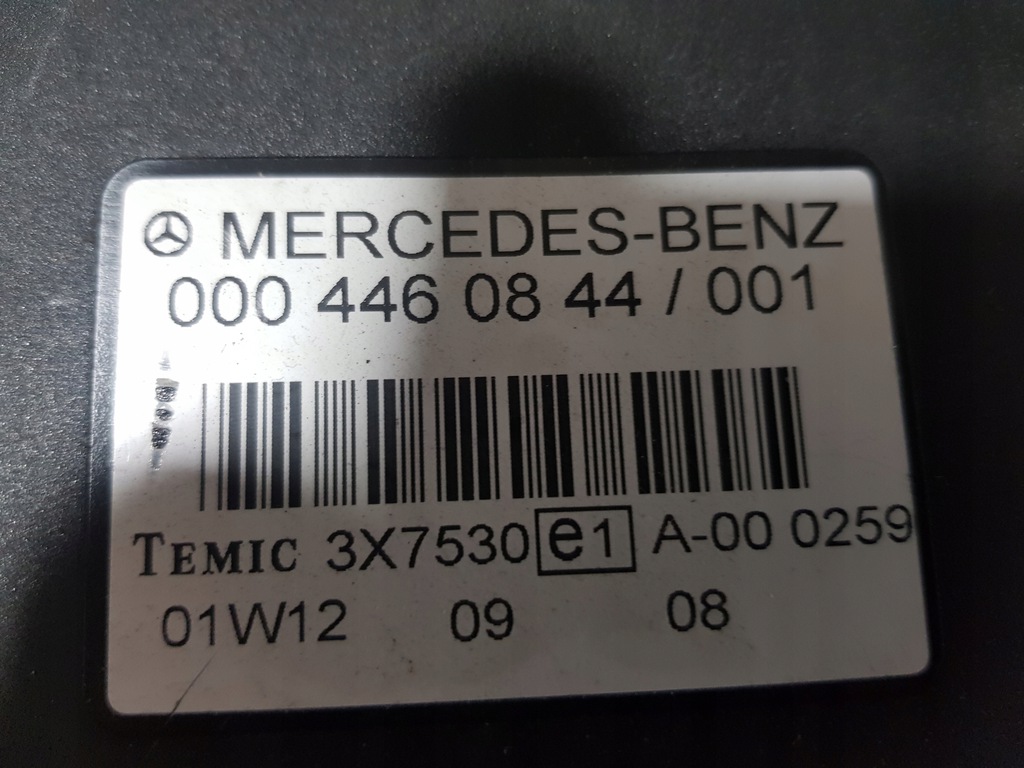 MERCEDES-BENZ
000 446 08 44 / 001
TEMIC 3X7530 e1 A-00 0259
01W12 09 08